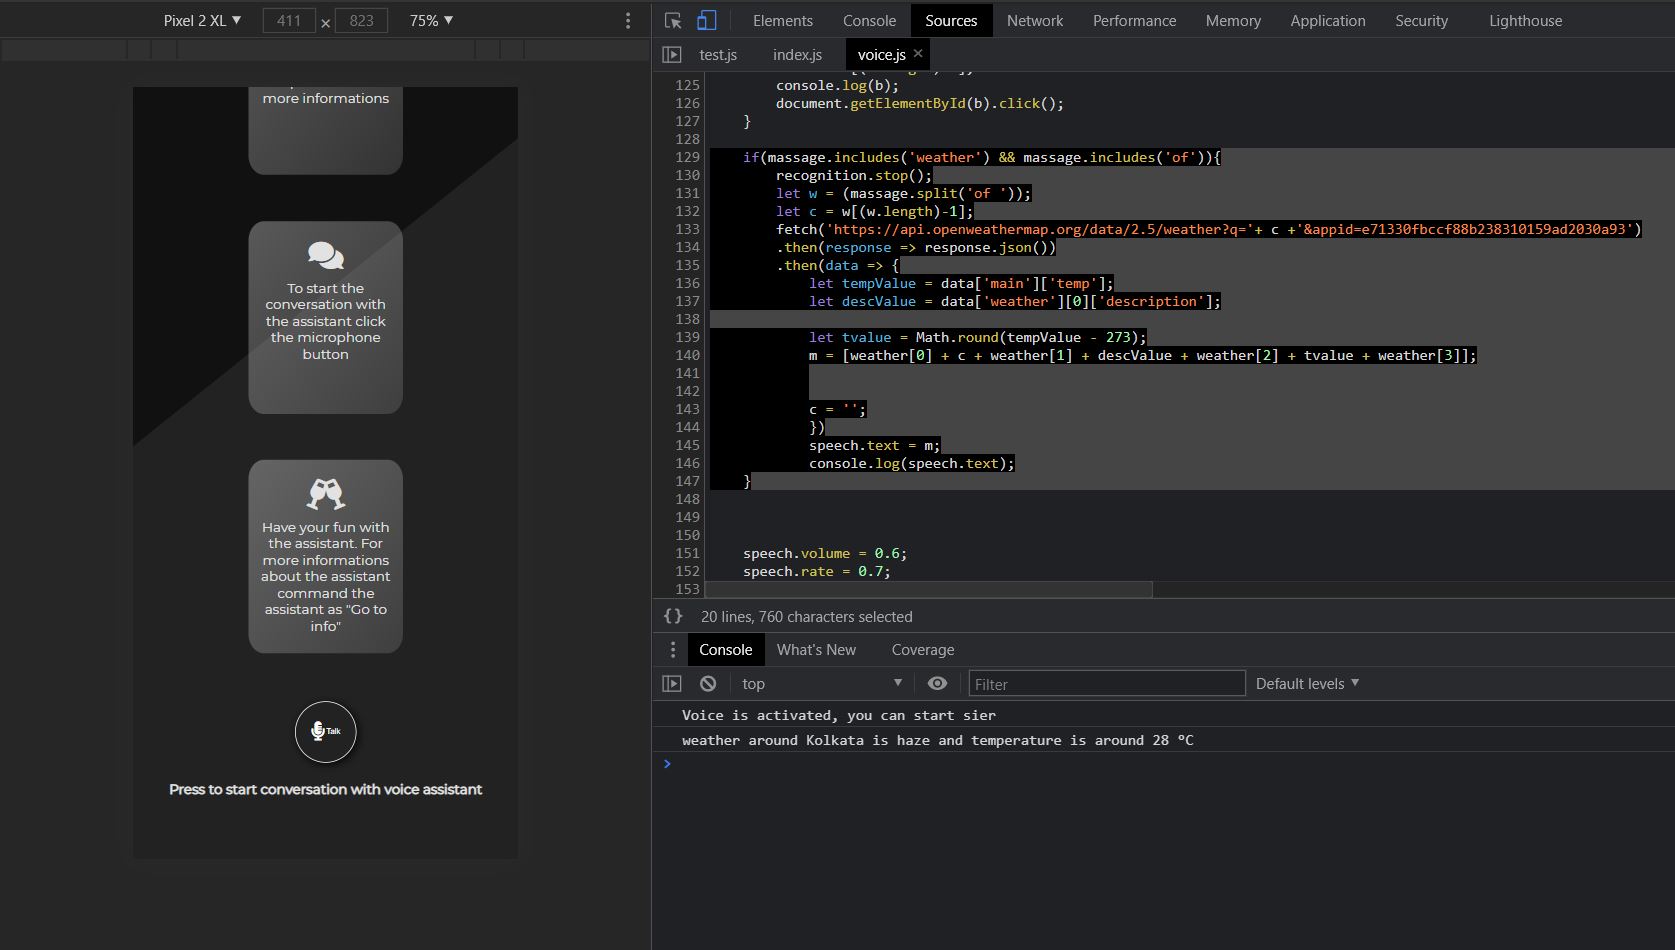 Pixel 2 XL ▼ 411 × 823 75% ▼
more informations
To start the
conversation with
the assistant click
the microphone
button
Have your fun with
the assistant. For
more informations
about the assistant
command the
assistant as "Go to
info"
Talk
Press to start conversation with voice assistant
Elements Console Sources Network Performance Memory Application Security Lighthouse
test.js index.js voice.js ×
125 console.log(b);
126 document.getElementById(b).click();
127 }
128
129 if(massage.includes('weather') && massage.includes('of')){
130 recognition.stop();
131 let w = (massage.split('of '));
132 let c = w[(w.length)-1];
133 fetch('https://api.openweathermap.org/data/2.5/weather?q='+ c +'&appid=e71330fbccf88b238310159ad2030a93')
134 .then(response => response.json())
135 .then(data => {
136 let tempValue = data['main']['temp'];
137 let descValue = data['weather'][0]['description'];
138
139 let tvalue = Math.round(tempValue - 273);
140 m = [weather[0] + c + weather[1] + descValue + weather[2] + tvalue + weather[3]];
141
142
143 c = '';
144 })
145 speech.text = m;
146 console.log(speech.text);
147 }
148
149
150
151 speech.volume = 0.6;
152 speech.rate = 0.7;
153
{} 20 lines, 760 characters selected
Console What's New Coverage
top ▼ Filter Default levels ▼
Voice is activated, you can start sier
weather around Kolkata is haze and temperature is around 28 °C
>